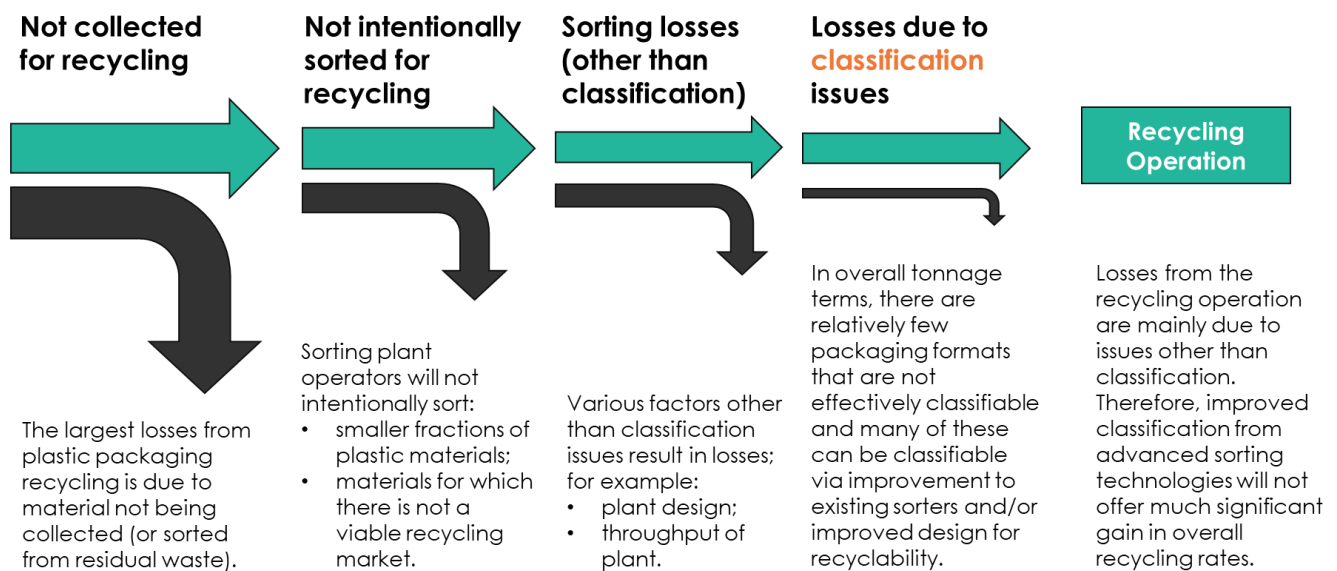 Not collected
for recycling
Not intentionally
sorted for
recycling
Sorting losses
(other than
classification)
Losses due to
classification
issues
Recycling
Operation
The largest losses from
plastic packaging
recycling is due to
material not being
collected (or sorted
from residual waste).
Sorting plant
operators will not
intentionally sort:
• smaller fractions of
plastic materials;
• materials for which
there is not a
viable recycling
market.
Various factors other
than classification
issues result in losses;
for example:
• plant design;
• throughput of
plant.
In overall tonnage
terms, there are
relatively few
packaging formats
that are not
effectively classifiable
and many of these
can be classifiable
via improvement to
existing sorters and/or
improved design for
recyclability.
Losses from the
recycling operation
are mainly due to
issues other than
classification.
Therefore, improved
classification from
advanced sorting
technologies will not
offer much significant
gain in overall
recycling rates.